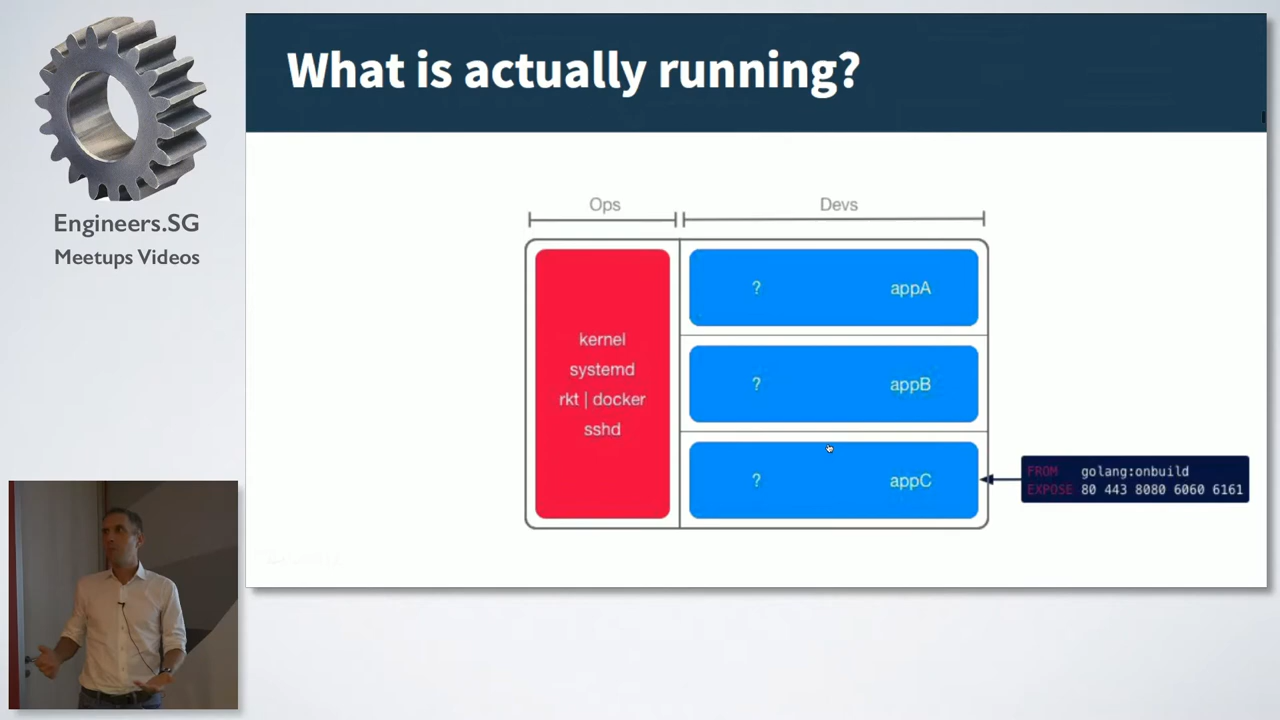 Engineers.SG
Meetups Videos
What is actually running?
Ops
Devs
kernel
systemd
rkt | docker
sshd
? appA
? appB
? appC
FROM golang:onbuild
EXPOSE 80 443 8080 6060 6161